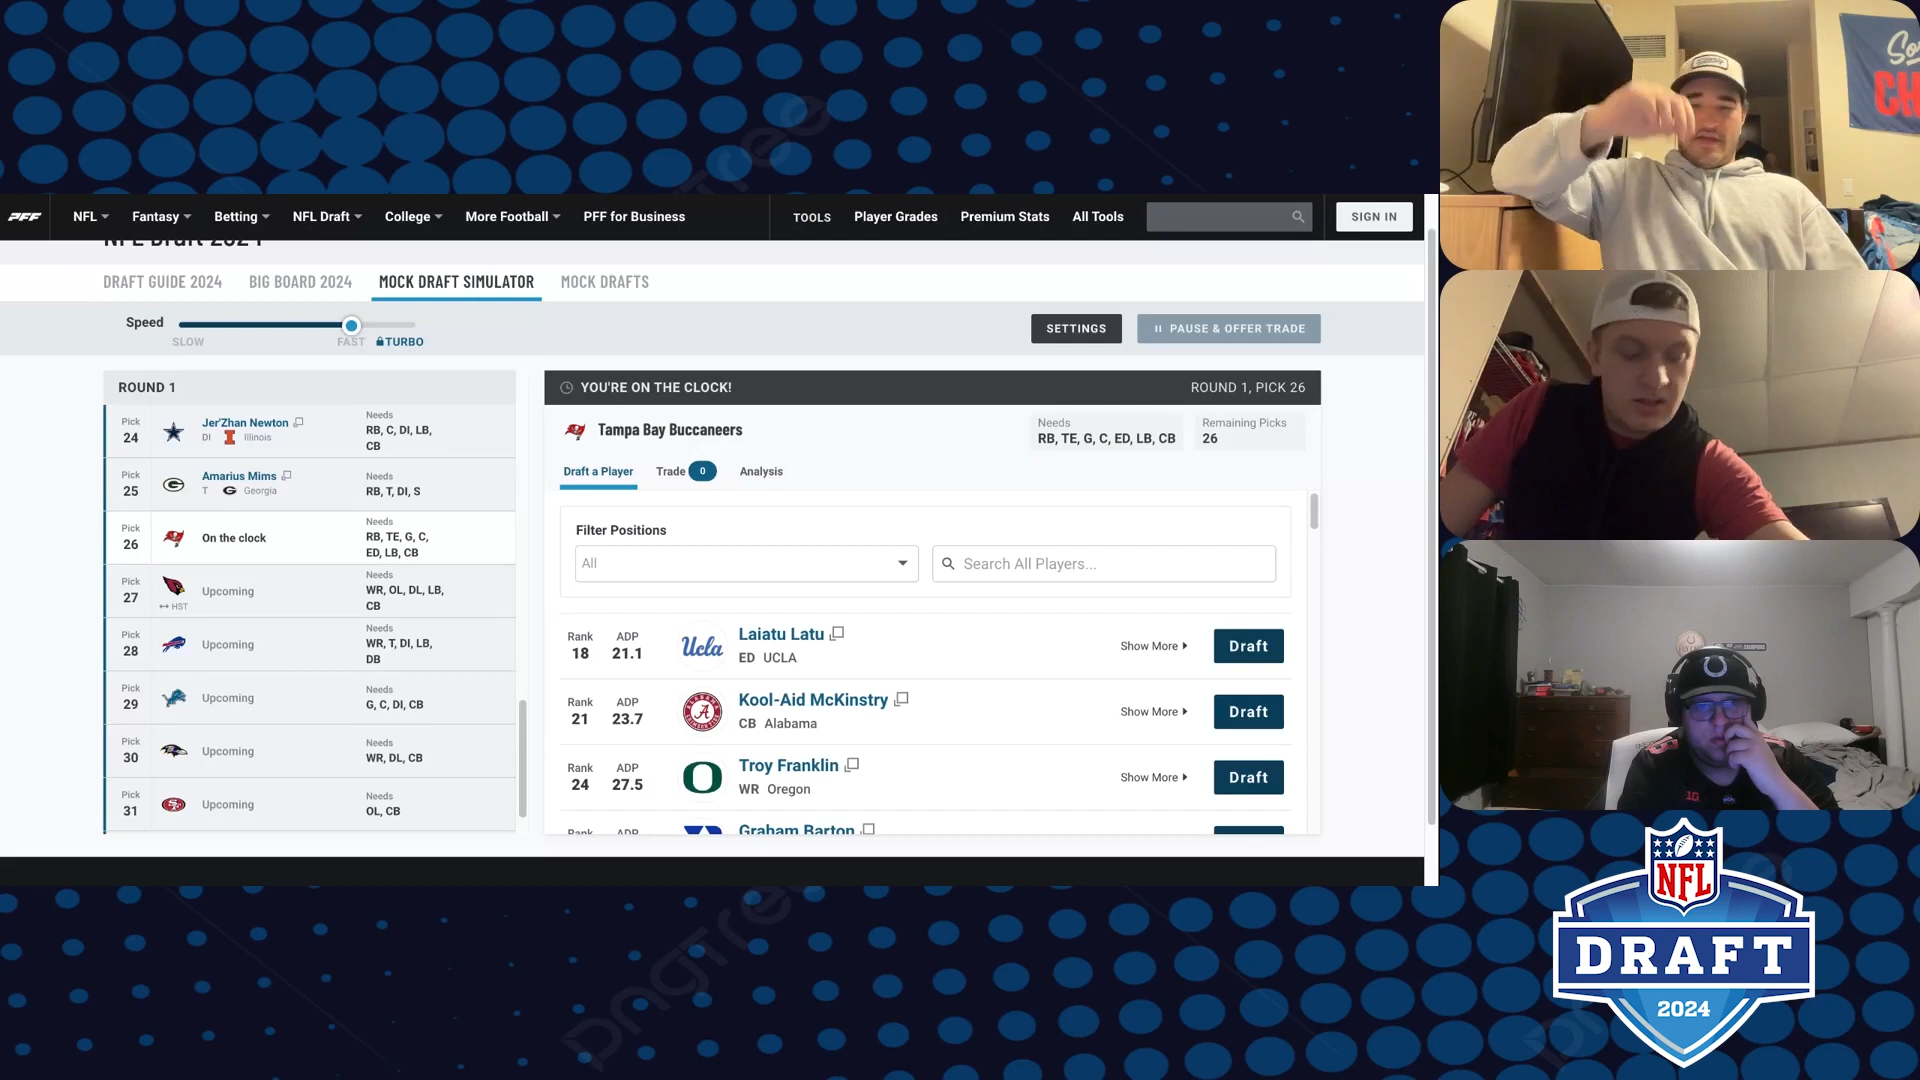 PFF
NFL
Fantasy
Betting
NFL Draft
College
More Football
PFF for Business
TOOLS
Player Grades
Premium Stats
All Tools
SIGN IN
NFL Draft 2024
DRAFT GUIDE 2024
BIG BOARD 2024
MOCK DRAFT SIMULATOR
MOCK DRAFTS
Speed
SLOW
FAST
TURBO
SETTINGS
PAUSE & OFFER TRADE
ROUND 1
Pick
24
Jer'Zhan Newton
DI
Illinois
Needs
RB, C, DI, LB,
CB
Pick
25
Amarius Mims
T
Georgia
Needs
RB, T, DI, S
Pick
26
On the clock
Needs
RB, TE, G, C,
ED, LB, CB
Pick
27
HST
Upcoming
Needs
WR, OL, DL, LB,
CB
Pick
28
Upcoming
Needs
WR, T, DI, LB,
DB
Pick
29
Upcoming
Needs
G, C, DI, CB
Pick
30
Upcoming
Needs
WR, DL, CB
Pick
31
Upcoming
Needs
OL, CB
YOU'RE ON THE CLOCK!
ROUND 1, PICK 26
Tampa Bay Buccaneers
Needs
RB, TE, G, C, ED, LB, CB
Remaining Picks
26
Draft a Player
Trade 0
Analysis
Filter Positions
All
Search All Players...
Rank
18
ADP
21.1
Ucla
Laiatu Latu
ED UCLA
Show More
Draft
Rank
21
ADP
23.7
Kool-Aid McKinstry
CB Alabama
Show More
Draft
Rank
24
ADP
27.5
Troy Franklin
WR Oregon
Show More
Draft
Rank
ADP
Graham Barton
So
CH
NFL
DRAFT
2024
pngtree